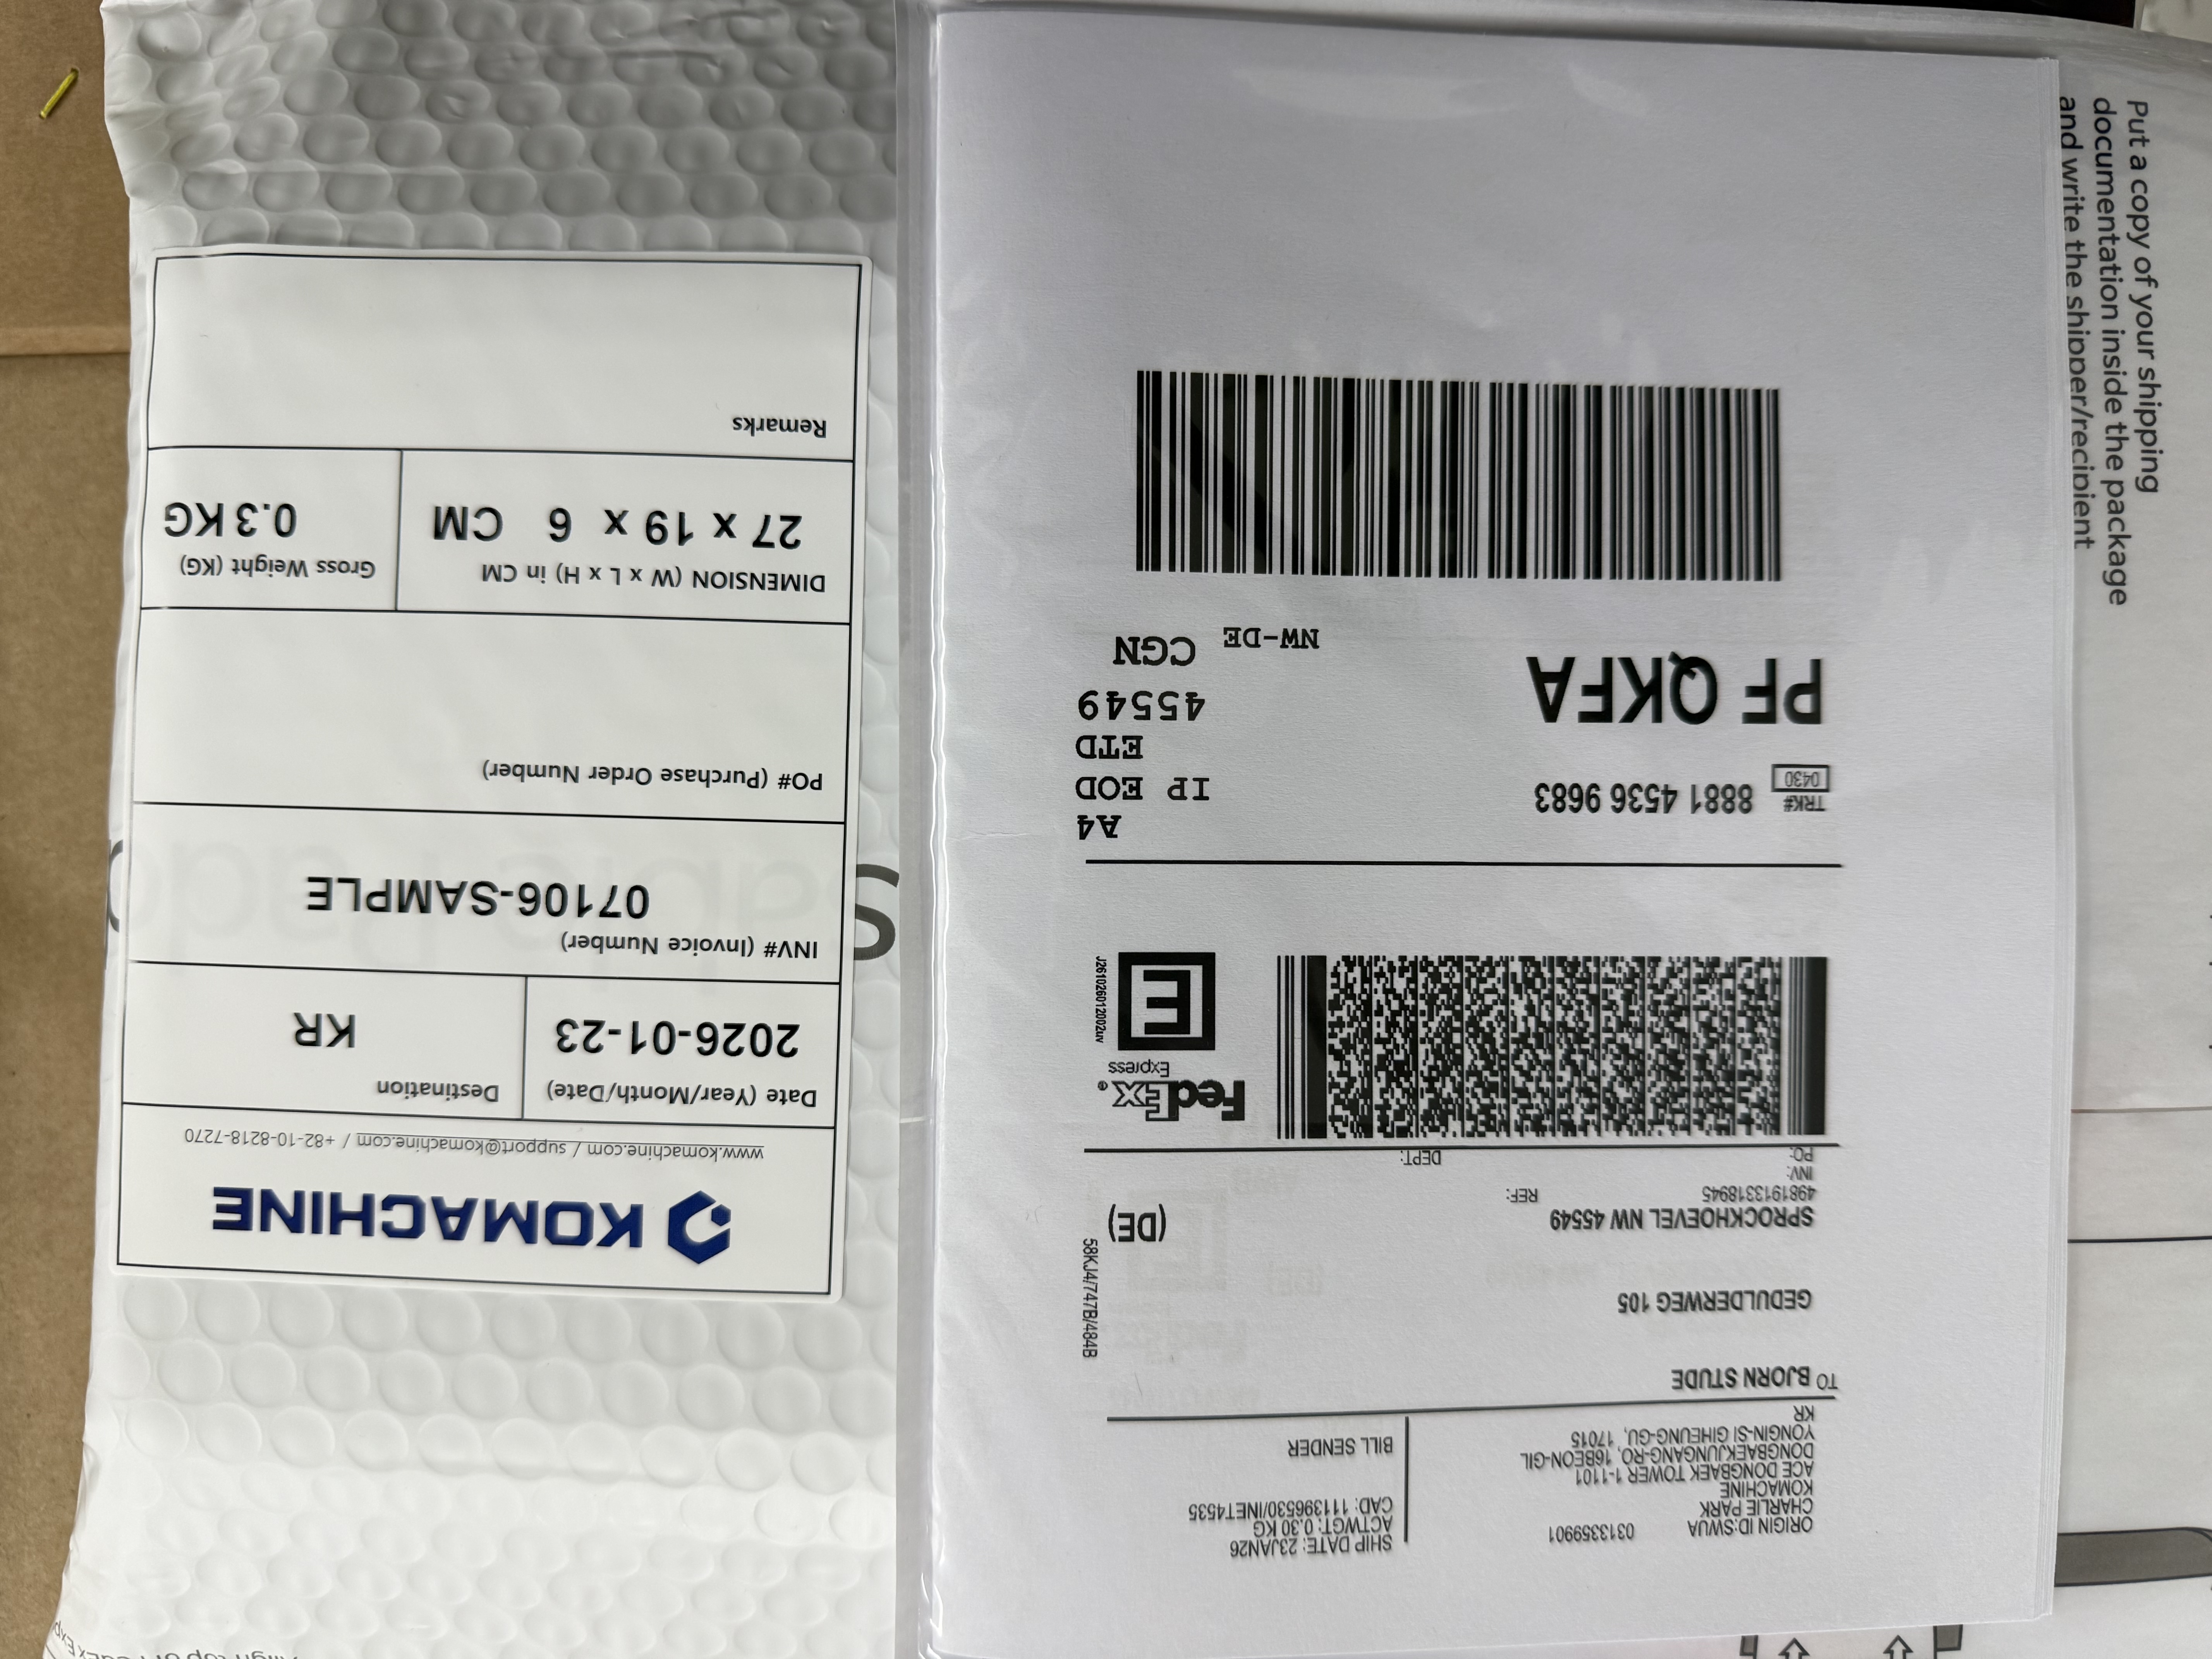 KOMACHINE
www.komachine.com / support@komachine.com / +82-10-8218-7270
Date (Year/Month/Date)
2026-01-23
Destination
KR
INV# (Invoice Number)
07106-SAMPLE
PO# (Purchase Order Number)
DIMENSION (W x L x H) in CM
27 x 19 x 6 CM
Gross Weight (KG)
0.3 KG
Remarks
ORIGIN ID:SWUA 0313359901
CHARLIE PARK
KOMACHINE
ACE DONGBAEK TOWER 1-1101
DONGBAEKJUNGANG-RO, 16BEON-GIL
YONGIN-SI GIHEUNG-GU, 17015
KR
SHIP DATE: 23JAN26
ACTWGT: 0.30 KG
CAD: 111396530/INET4535
BILL SENDER
TO BJORN STUDE
GEDULDERWEG 105
SPROCKHOEVEL NW 45549
(DE)
58KJ4/747B/484B
4981913318945 REF:
INV:
PO: DEPT:
FedEx®
Express
E
J261026012002uv
TRK# 8881 4536 9683
0430
A4
IP EOD
ETD
PF QKFA
45549
NW-DE CGN
Put a copy of your shipping
documentation inside the package
and write the shipper/recipient